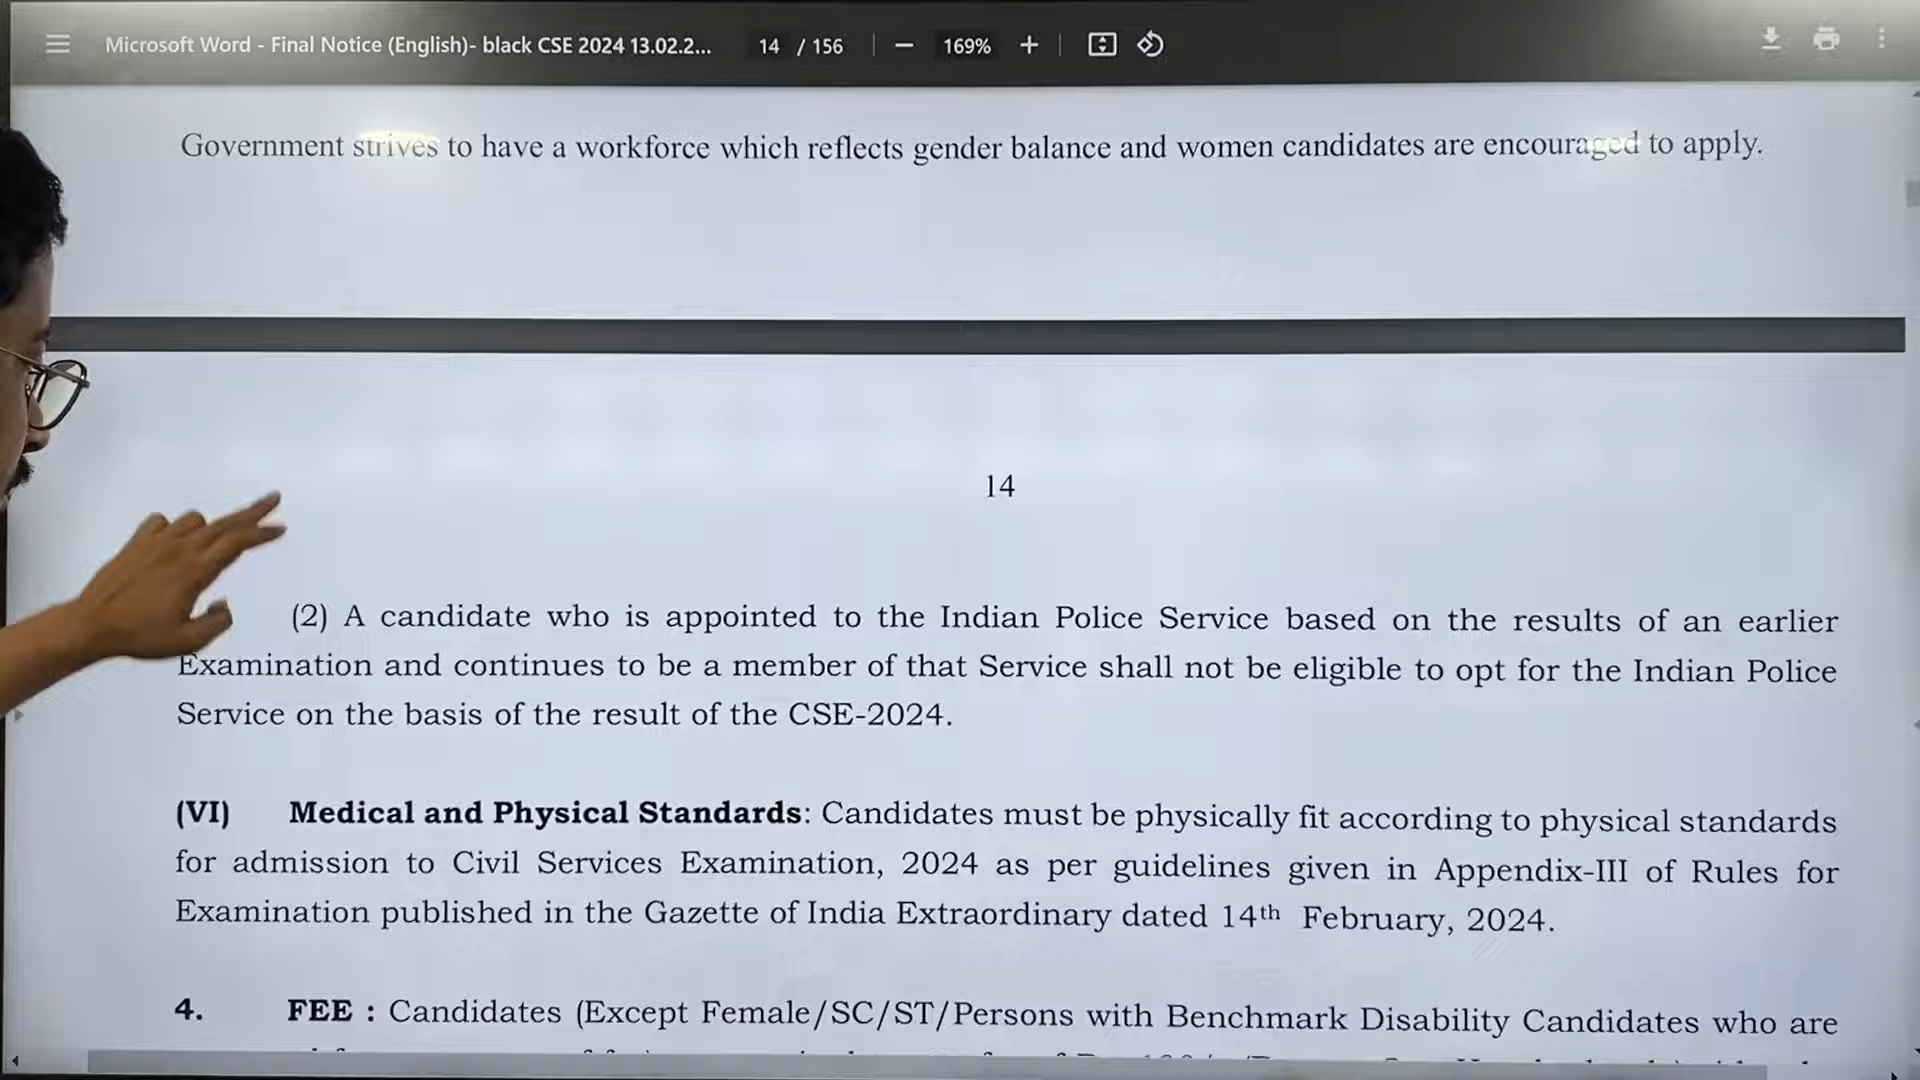 Microsoft Word - Final Notice (English)- black CSE 2024 13.02.2... 14 / 156 169%
Government strives to have a workforce which reflects gender balance and women candidates are encouraged to apply.
14
(2) A candidate who is appointed to the Indian Police Service based on the results of an earlier
Examination and continues to be a member of that Service shall not be eligible to opt for the Indian Police
Service on the basis of the result of the CSE-2024.
(VI) Medical and Physical Standards: Candidates must be physically fit according to physical standards
for admission to Civil Services Examination, 2024 as per guidelines given in Appendix-III of Rules for
Examination published in the Gazette of India Extraordinary dated 14th February, 2024.
4. FEE : Candidates (Except Female/SC/ST/Persons with Benchmark Disability Candidates who are